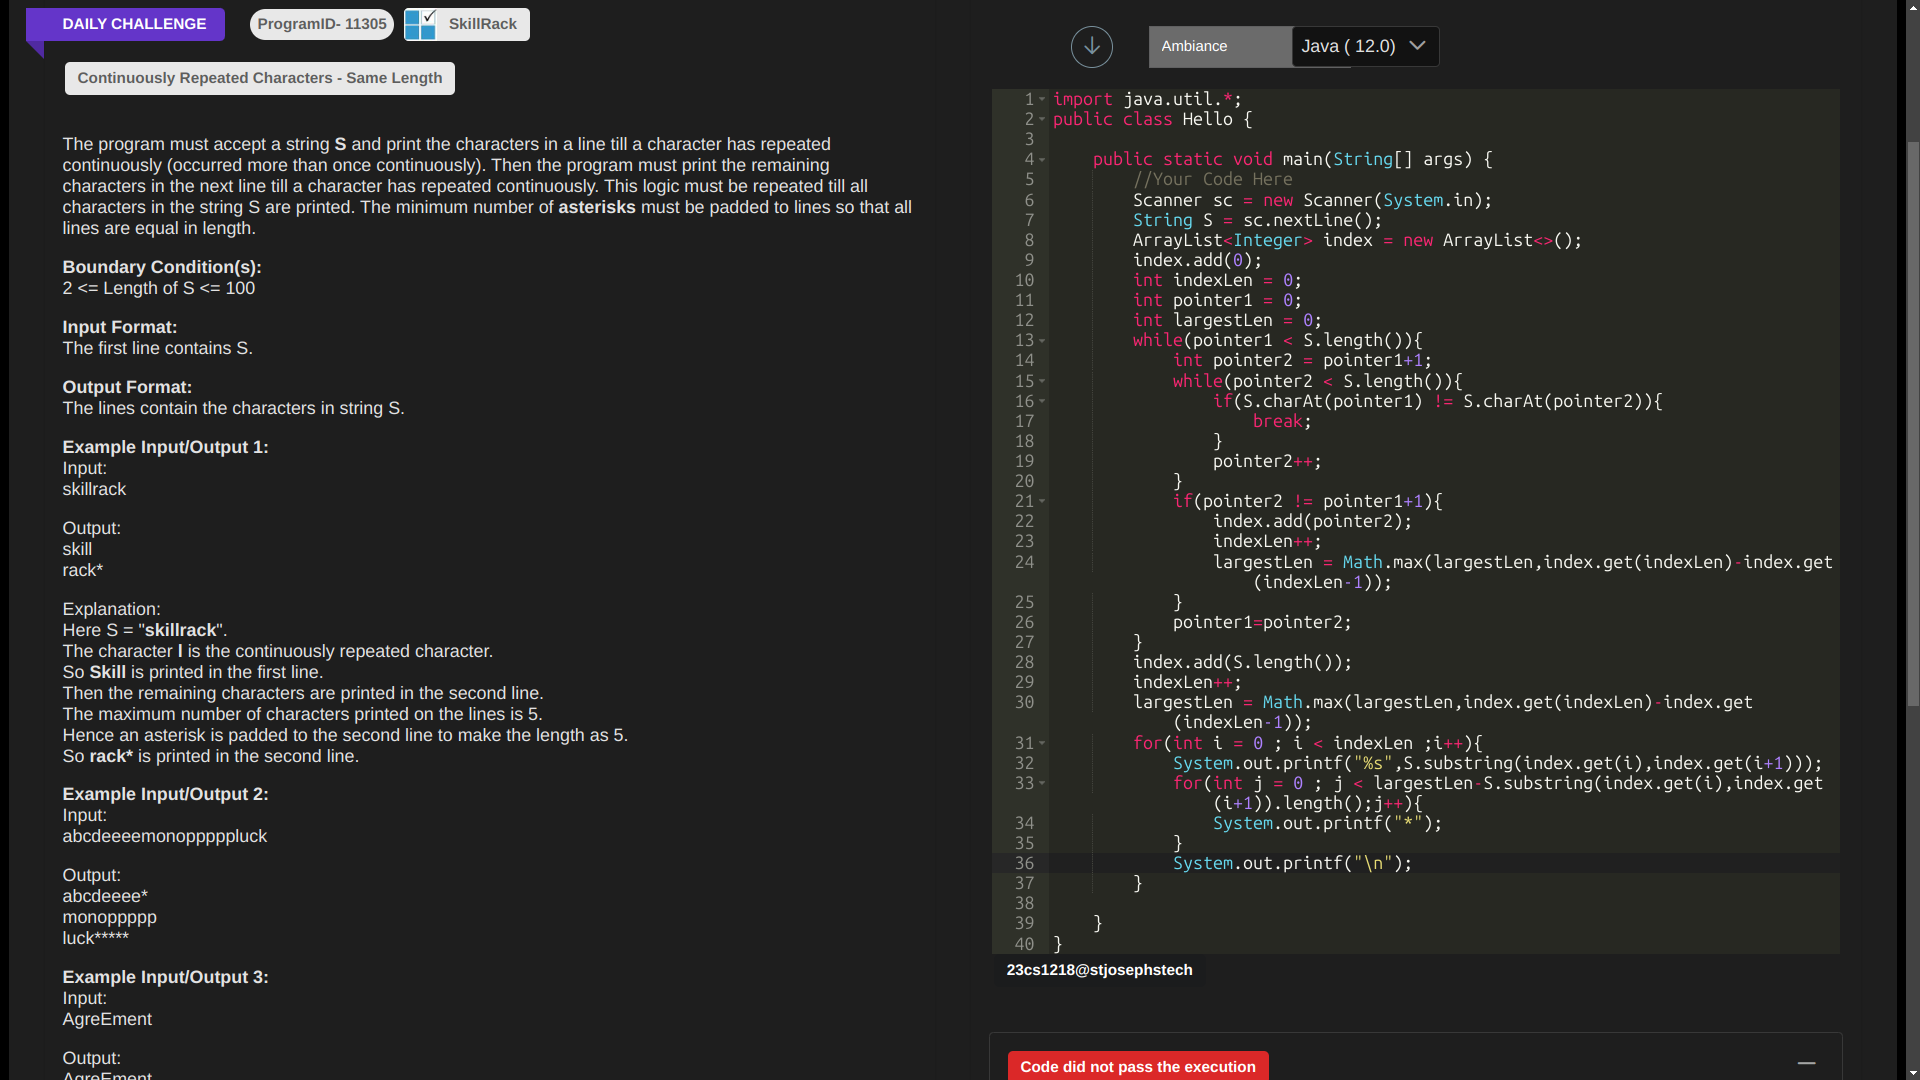 DAILY CHALLENGE
ProgramID- 11305
SkillRack
Continuously Repeated Characters - Same Length
The program must accept a string S and print the characters in a line till a character has repeated
continuously (occurred more than once continuously). Then the program must print the remaining
characters in the next line till a character has repeated continuously. This logic must be repeated till all
characters in the string S are printed. The minimum number of asterisks must be padded to lines so that all
lines are equal in length.
Boundary Condition(s):
2 <= Length of S <= 100
Input Format:
The first line contains S.
Output Format:
The lines contain the characters in string S.
Example Input/Output 1:
Input:
skillrack
Output:
skill
rack*
Explanation:
Here S = "skillrack".
The character l is the continuously repeated character.
So Skill is printed in the first line.
Then the remaining characters are printed in the second line.
The maximum number of characters printed on the lines is 5.
Hence an asterisk is padded to the second line to make the length as 5.
So rack* is printed in the second line.
Example Input/Output 2:
Input:
abcdeeeemonopppppluck
Output:
abcdeeee*
monoppppp
luck*****
Example Input/Output 3:
Input:
AgreEment
Output:
AgreEment
Ambiance
Java ( 12.0)
1 import java.util.*;
2 public class Hello {
3
4 public static void main(String[] args) {
5 //Your Code Here
6 Scanner sc = new Scanner(System.in);
7 String S = sc.nextLine();
8 ArrayList<Integer> index = new ArrayList<>();
9 index.add(0);
10 int indexLen = 0;
11 int pointer1 = 0;
12 int largestLen = 0;
13 while(pointer1 < S.length()){
14 int pointer2 = pointer1+1;
15 while(pointer2 < S.length()){
16 if(S.charAt(pointer1) != S.charAt(pointer2)){
17 break;
18 }
19 pointer2++;
20 }
21 if(pointer2 != pointer1+1){
22 index.add(pointer2);
23 indexLen++;
24 largestLen = Math.max(largestLen,index.get(indexLen)-index.get
(indexLen-1));
25 }
26 pointer1=pointer2;
27 }
28 index.add(S.length());
29 indexLen++;
30 largestLen = Math.max(largestLen,index.get(indexLen)-index.get
(indexLen-1));
31 for(int i = 0 ; i < indexLen ;i++){
32 System.out.printf("%s",S.substring(index.get(i),index.get(i+1)));
33 for(int j = 0 ; j < largestLen-S.substring(index.get(i),index.get
(i+1)).length();j++){
34 System.out.printf("*");
35 }
36 System.out.printf("\n");
37 }
38
39 }
40 }
23cs1218@stjosephstech
Code did not pass the execution